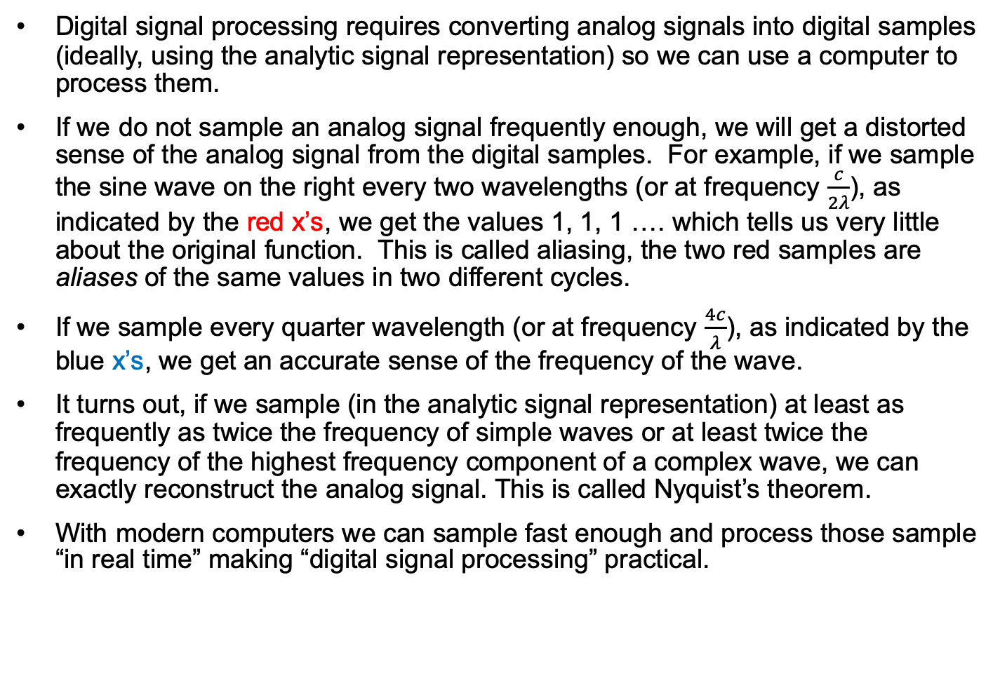 • Digital signal processing requires converting analog signals into digital samples
(ideally, using the analytic signal representation) so we can use a computer to
process them.
• If we do not sample an analog signal frequently enough, we will get a distorted
sense of the analog signal from the digital samples.  For example, if we sample
the sine wave on the right every two wavelengths (or at frequency c/2λ), as
indicated by the red x’s, we get the values 1, 1, 1 …. which tells us very little
about the original function.  This is called aliasing, the two red samples are
aliases of the same values in two different cycles.
• If we sample every quarter wavelength (or at frequency 4c/λ), as indicated by the
blue x’s, we get an accurate sense of the frequency of the wave.
• It turns out, if we sample (in the analytic signal representation) at least as
frequently as twice the frequency of simple waves or at least twice the
frequency of the highest frequency component of a complex wave, we can
exactly reconstruct the analog signal. This is called Nyquist’s theorem.
• With modern computers we can sample fast enough and process those sample
“in real time” making “digital signal processing” practical.